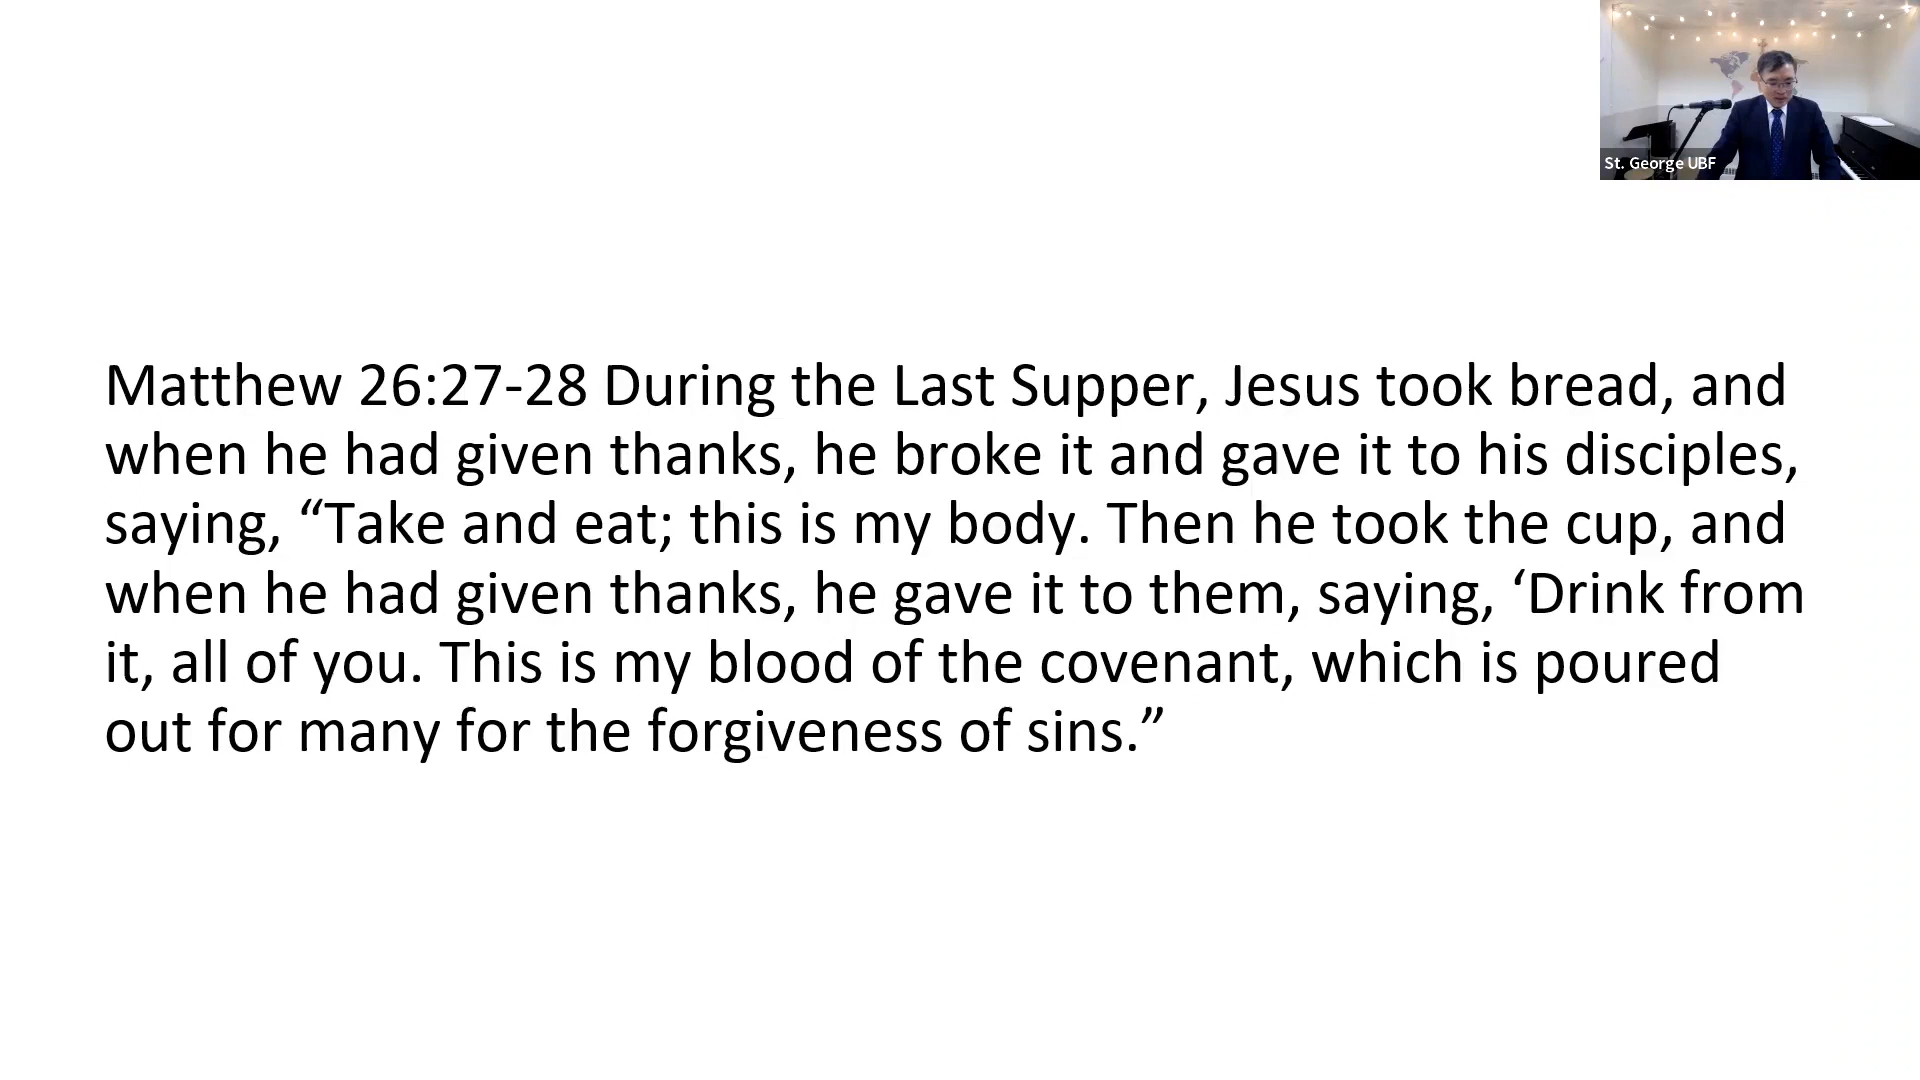 St. George UBF
Matthew 26:27-28 During the Last Supper, Jesus took bread, and
when he had given thanks, he broke it and gave it to his disciples,
saying, “Take and eat; this is my body. Then he took the cup, and
when he had given thanks, he gave it to them, saying, ‘Drink from
it, all of you. This is my blood of the covenant, which is poured
out for many for the forgiveness of sins.”